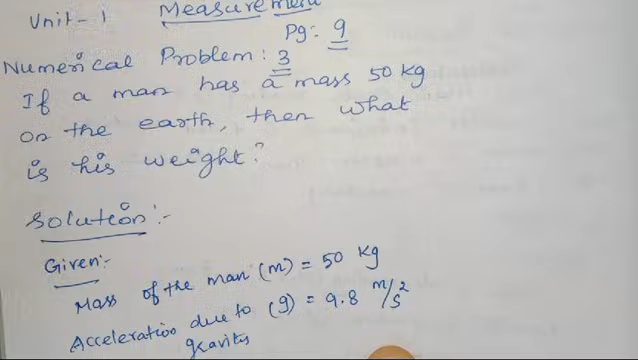 Unit-1 Measurement
Pg: 9
Numerical Problem: 3
If a man has a mass 50 kg
on the earth, then what
is his weight?
Solution:-
Given:-
Mass of the man (m) = 50 kg
Acceleration due to (g) = 9.8 m/s²
gravity